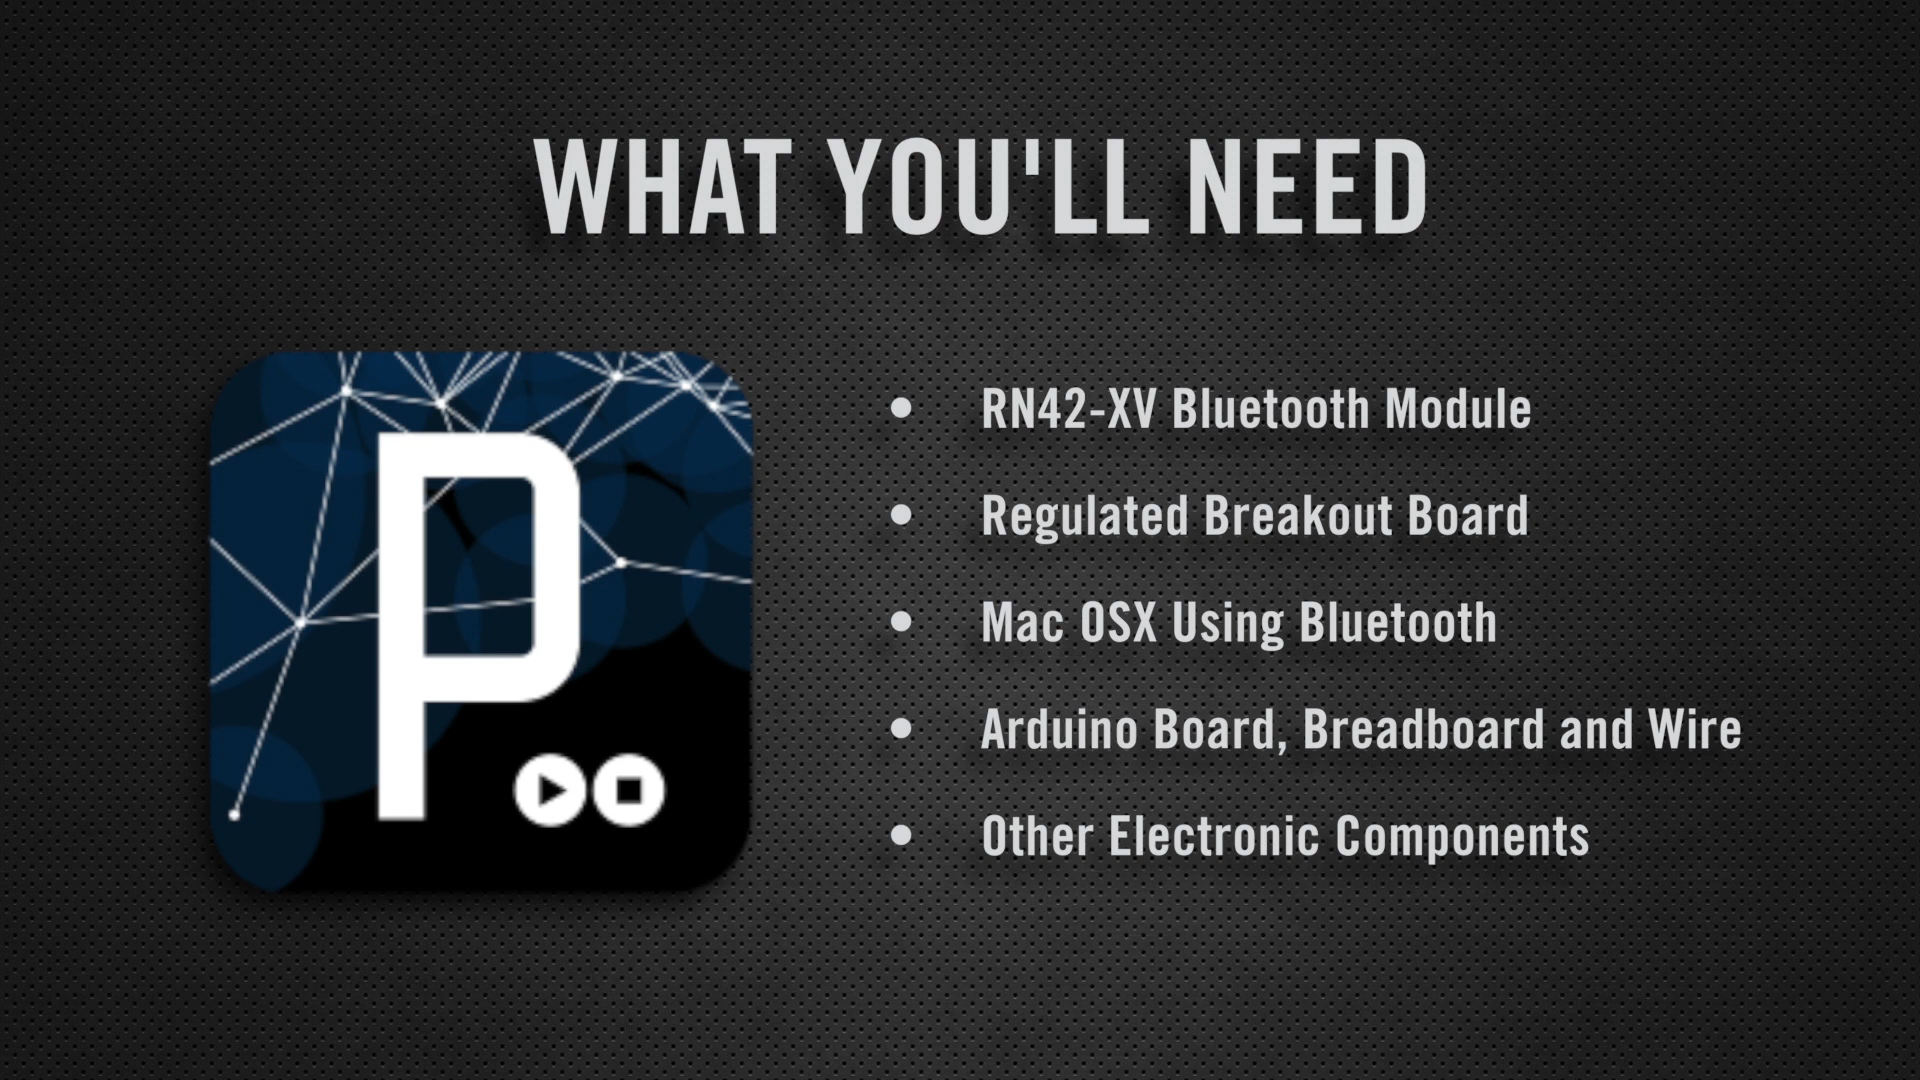 WHAT YOU'LL NEED
P
• RN42-XV Bluetooth Module
• Regulated Breakout Board
• Mac OSX Using Bluetooth
• Arduino Board, Breadboard and Wire
• Other Electronic Components